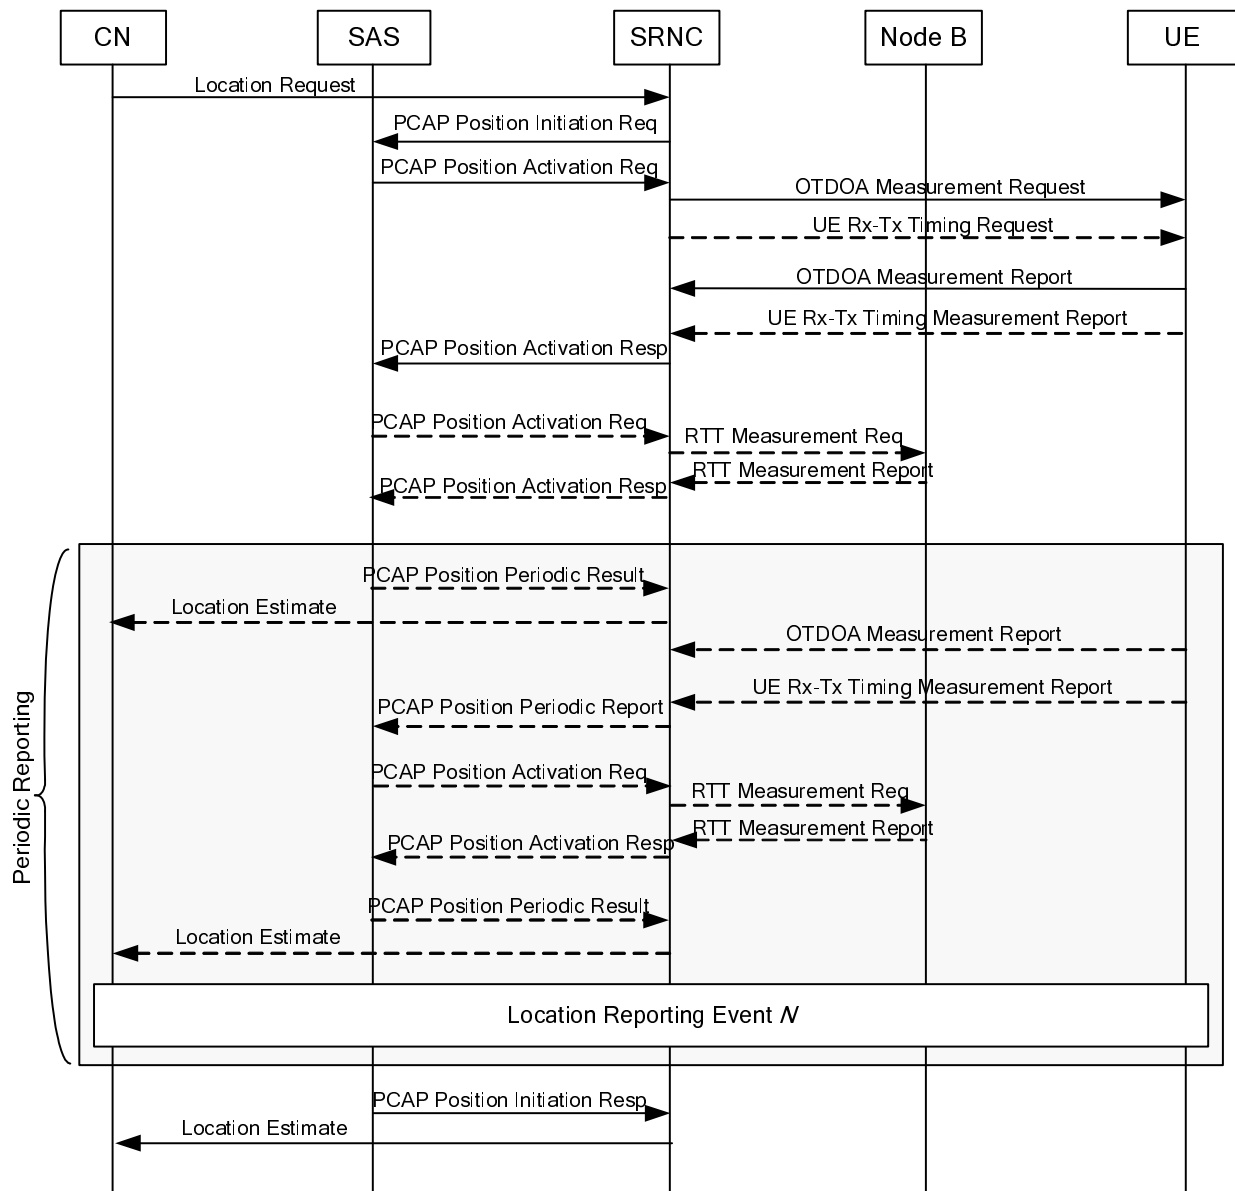 CN
SAS
SRNC
Node B
UE
Location Request
PCAP Position Initiation Req
PCAP Position Activation Req
OTDOA Measurement Request
UE Rx-Tx Timing Request
OTDOA Measurement Report
UE Rx-Tx Timing Measurement Report
PCAP Position Activation Resp
PCAP Position Activation Req
RTT Measurement Req
RTT Measurement Report
PCAP Position Activation Resp
Periodic Reporting
PCAP Position Periodic Result
Location Estimate
OTDOA Measurement Report
UE Rx-Tx Timing Measurement Report
PCAP Position Periodic Report
PCAP Position Activation Req
RTT Measurement Req
RTT Measurement Report
PCAP Position Activation Resp
PCAP Position Periodic Result
Location Estimate
Location Reporting Event N
PCAP Position Initiation Resp
Location Estimate